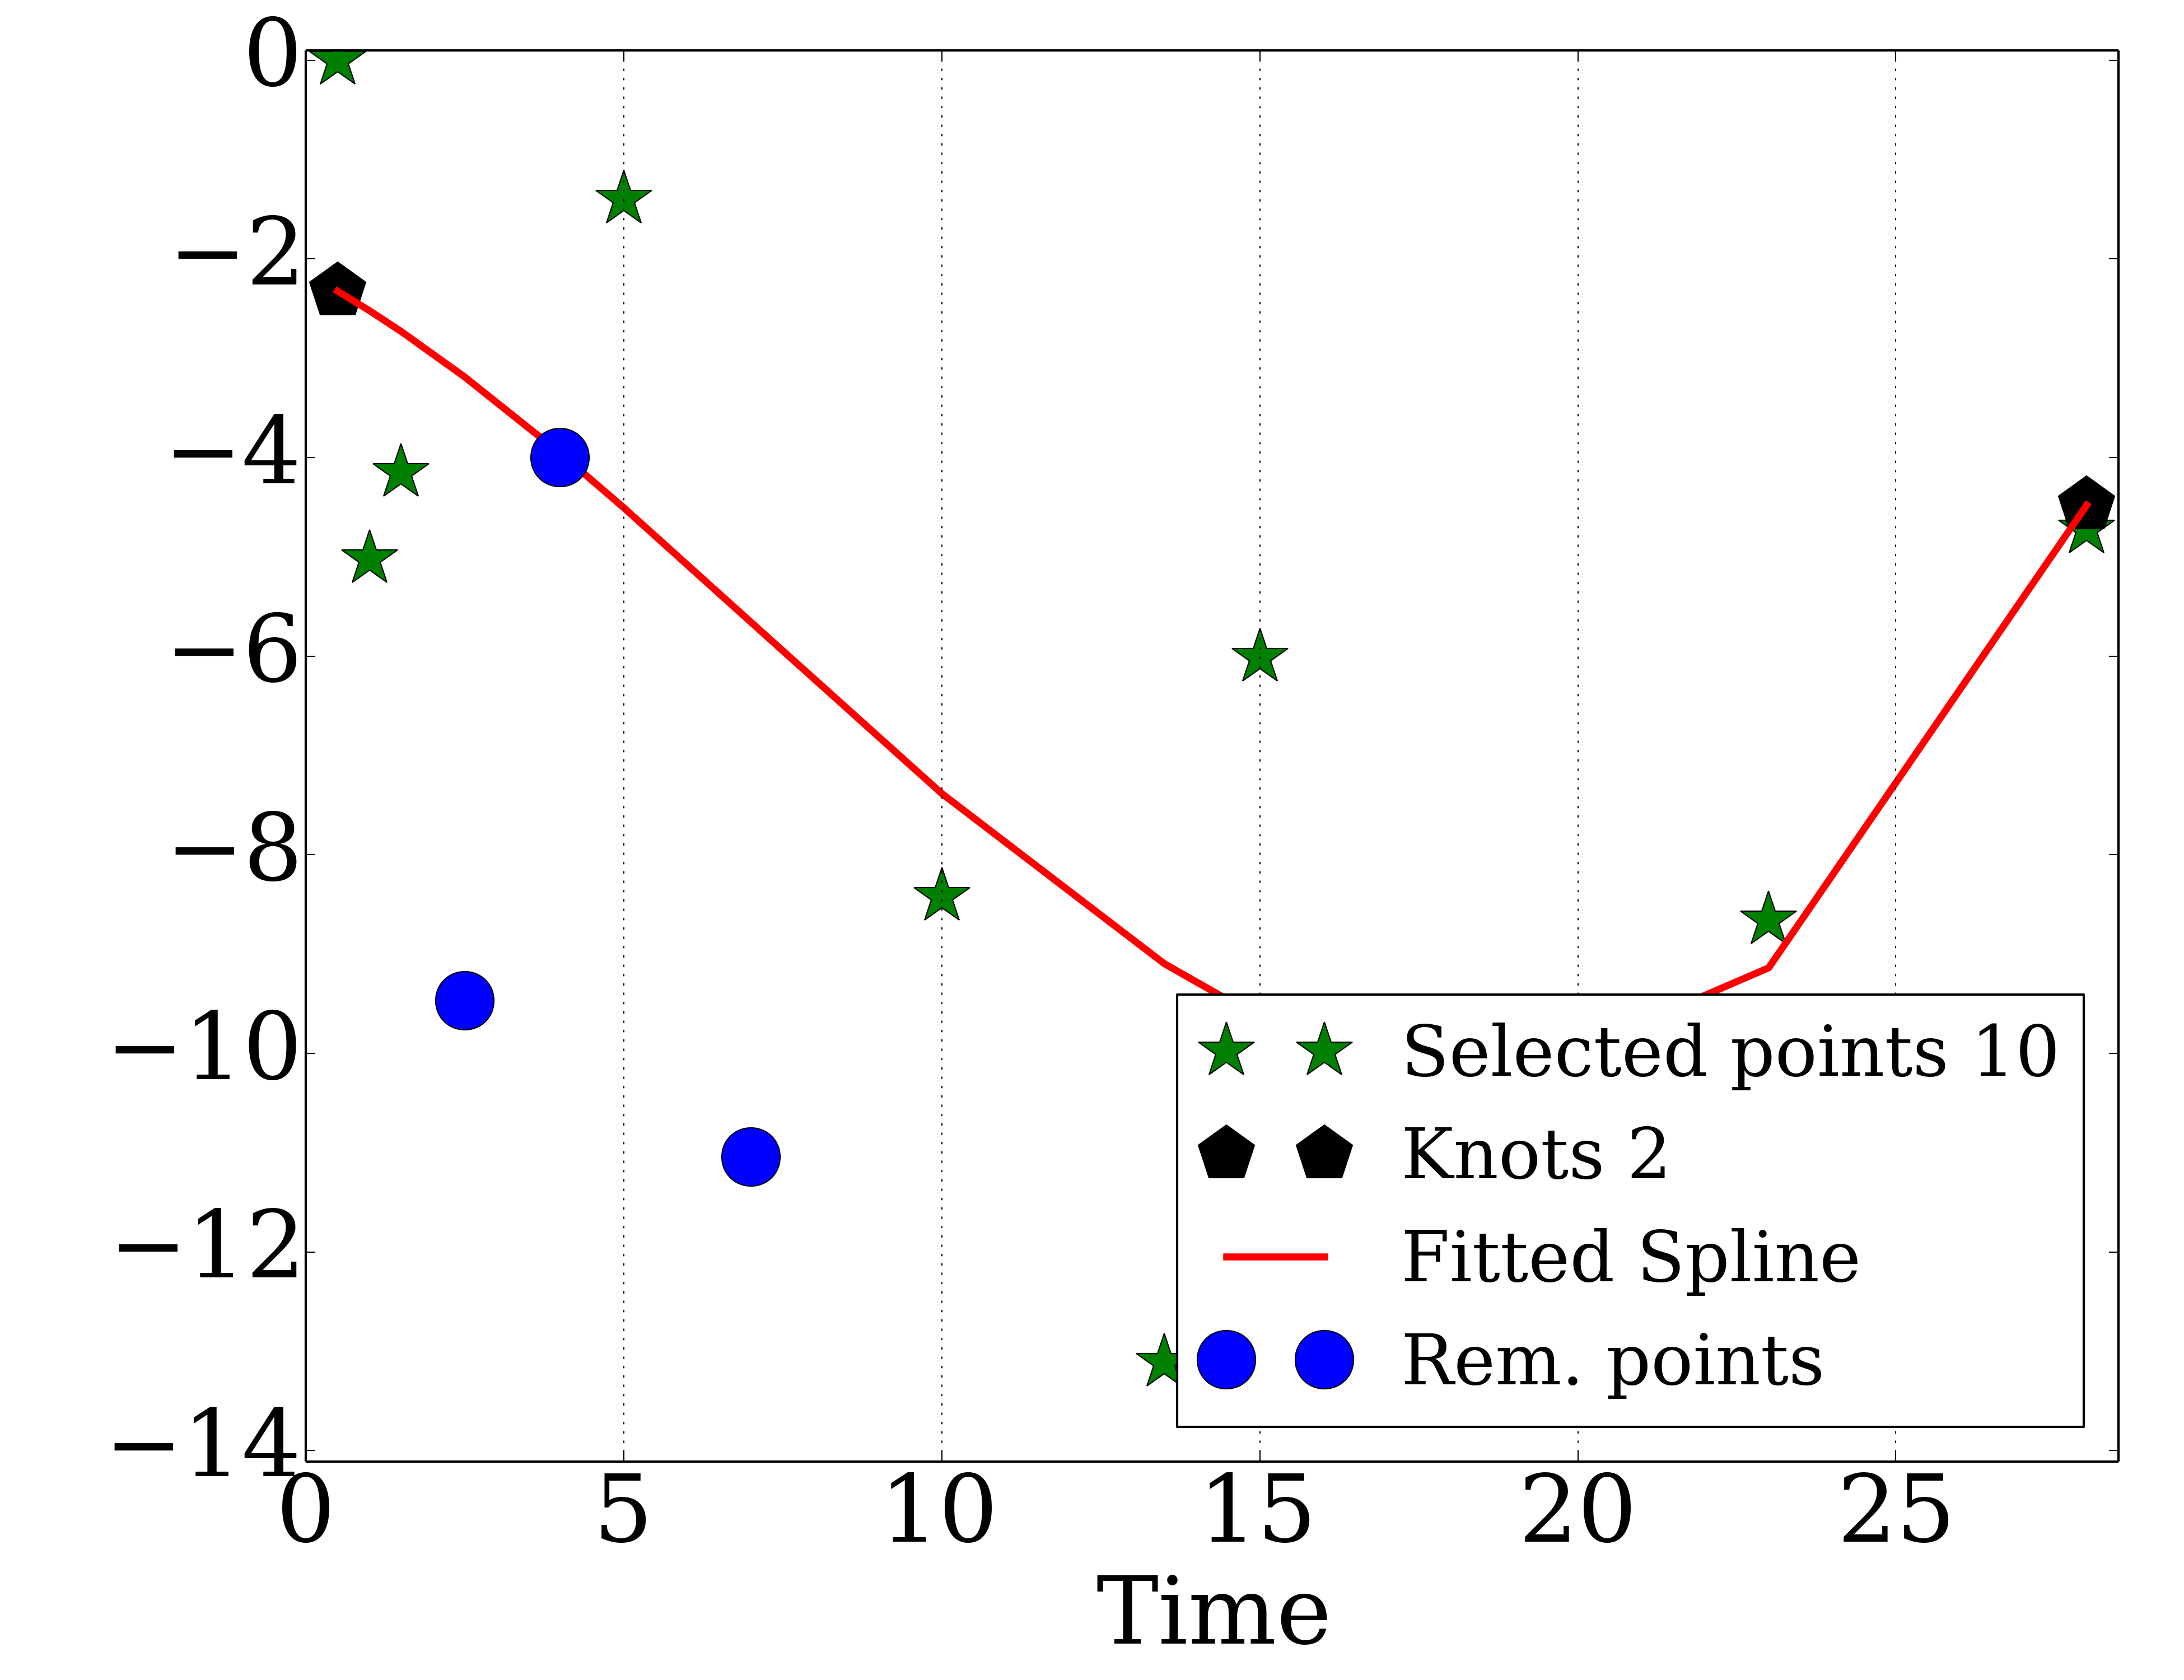 0
−2
−4
−6
−8
−10
−12
−14
0 5 10 15 20 25
Time
Selected points 10
Knots 2
Fitted Spline
Rem. points